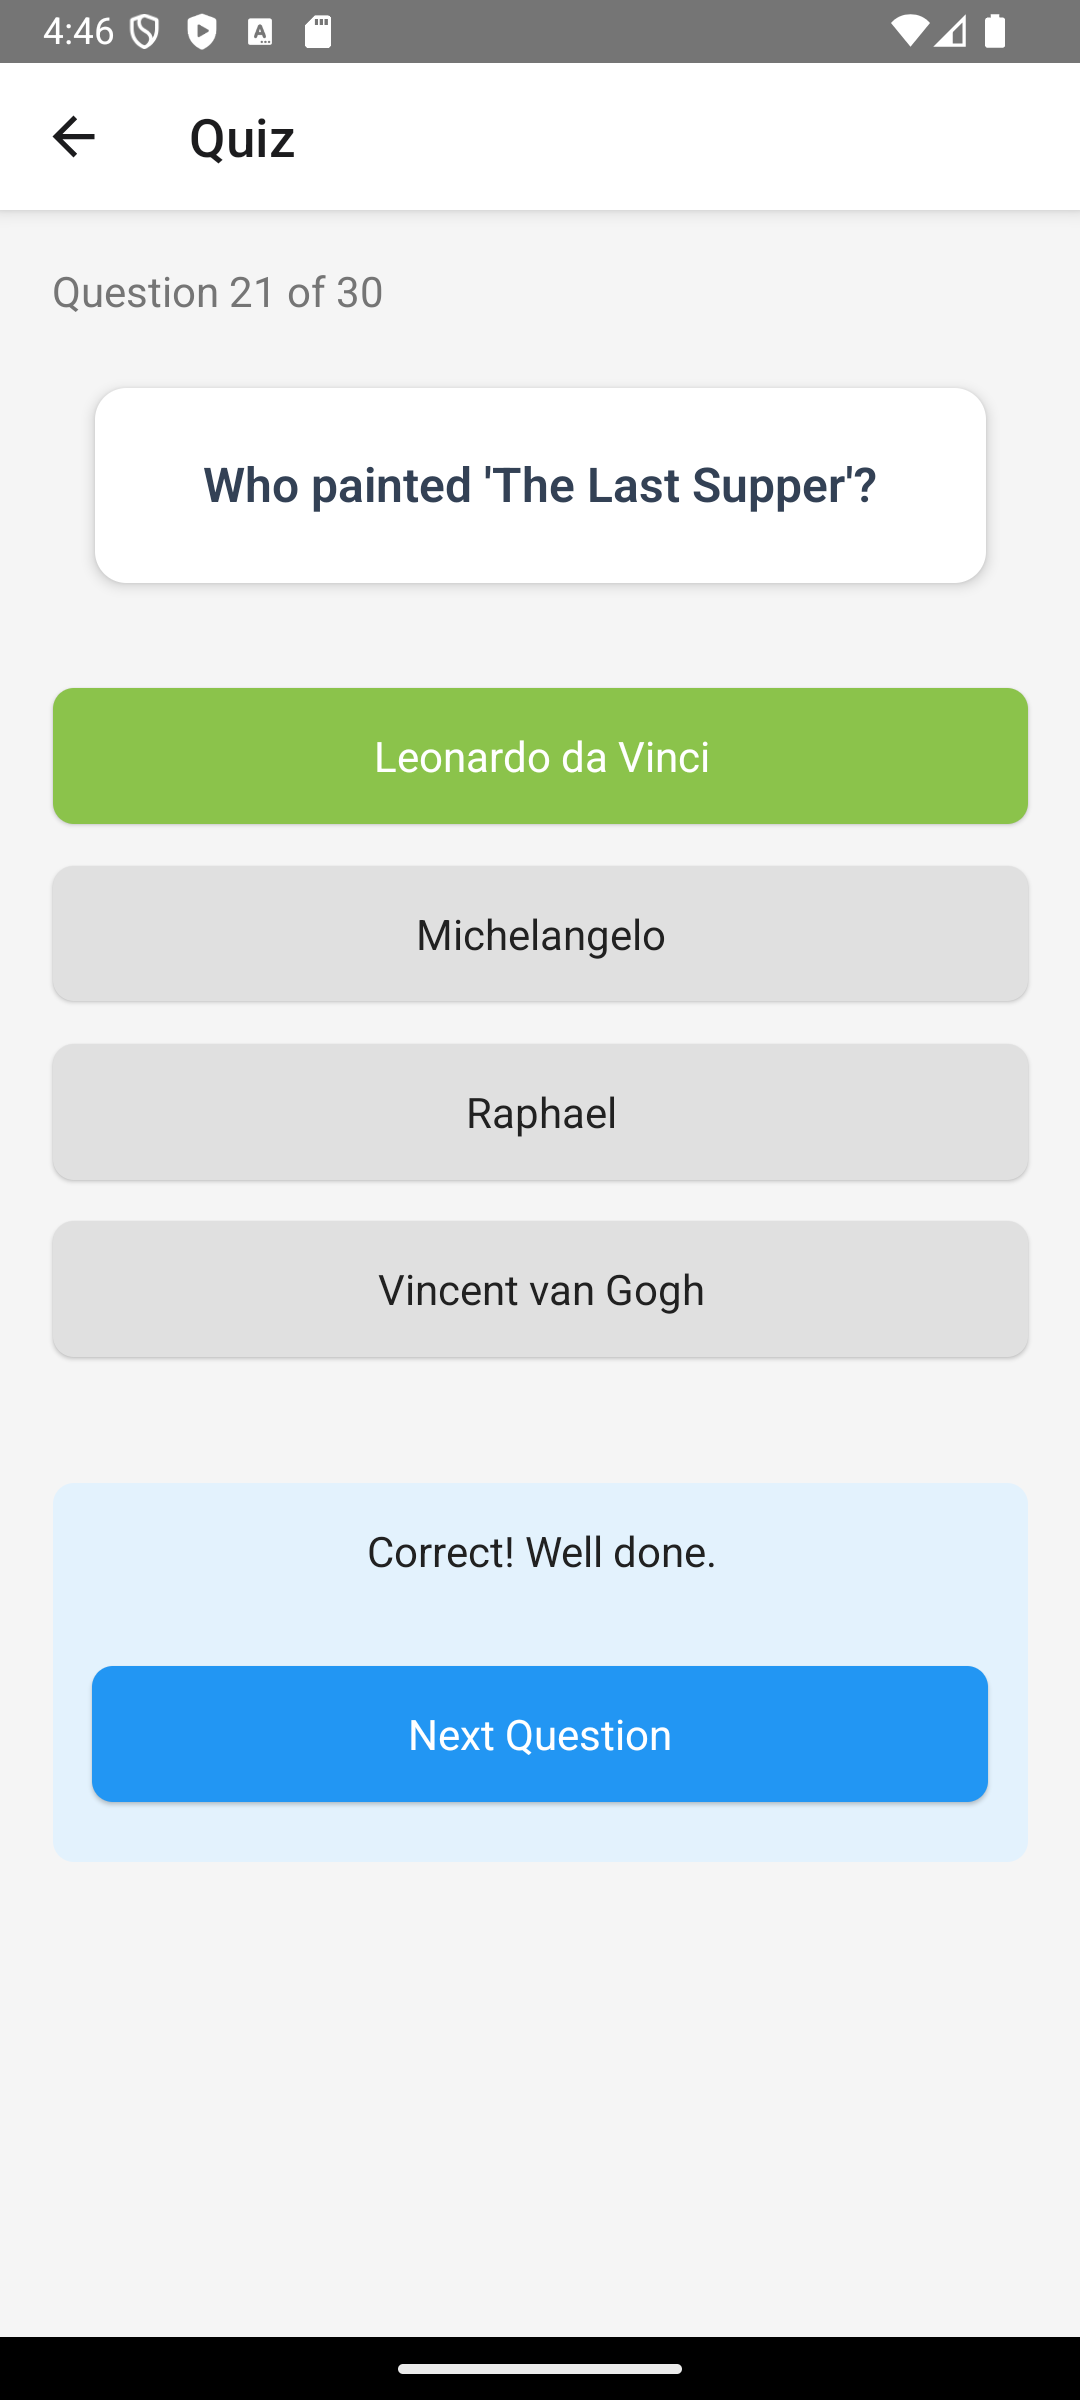 4:46
Quiz
Question 21 of 30
Who painted 'The Last Supper'?
Leonardo da Vinci
Michelangelo
Raphael
Vincent van Gogh
Correct! Well done.
Next Question